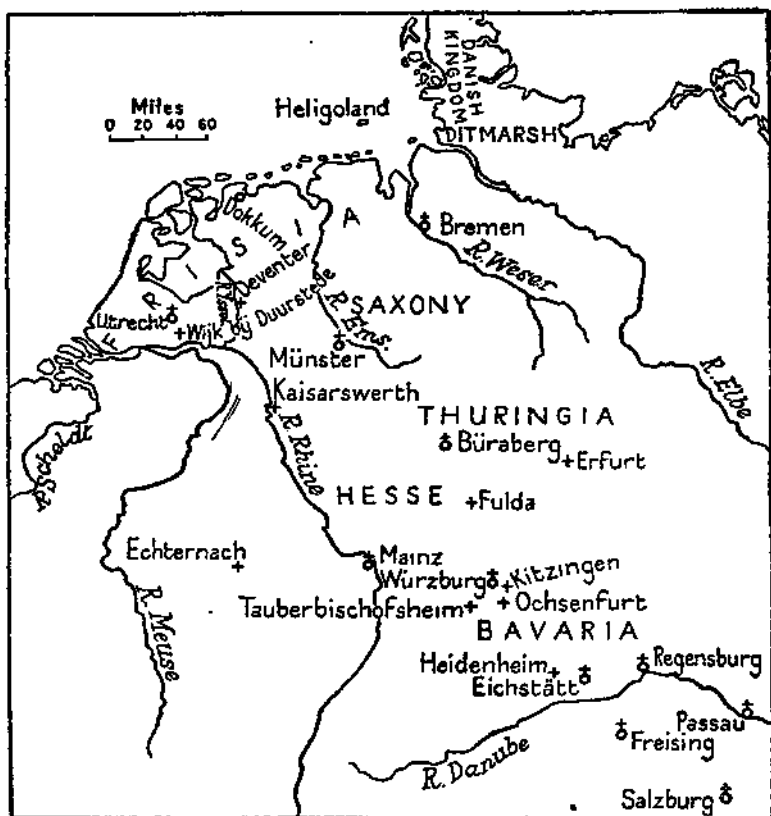 DANISH
KINGDOM
Miles
0 20 40 60
Heligoland
DITMARSH
Dokkum
FRISIA
Bremen
R. Weser
Deventer
R. Yssel
SAXONY
Utrecht
Wijk bij Duurstede
R. Ems.
Münster
Kaisarswerth
R. Elbe
THURINGIA
Büraberg
Erfurt
R. Scheldt
R. Rhine
HESSE
Fulda
Echternach
Mainz
Würzburg
Kitzingen
Tauberbischofsheim
Ochsenfurt
R. Meuse
BAVARIA
Heidenheim
Regensburg
Eichstätt
Passau
Freising
R. Danube
Salzburg